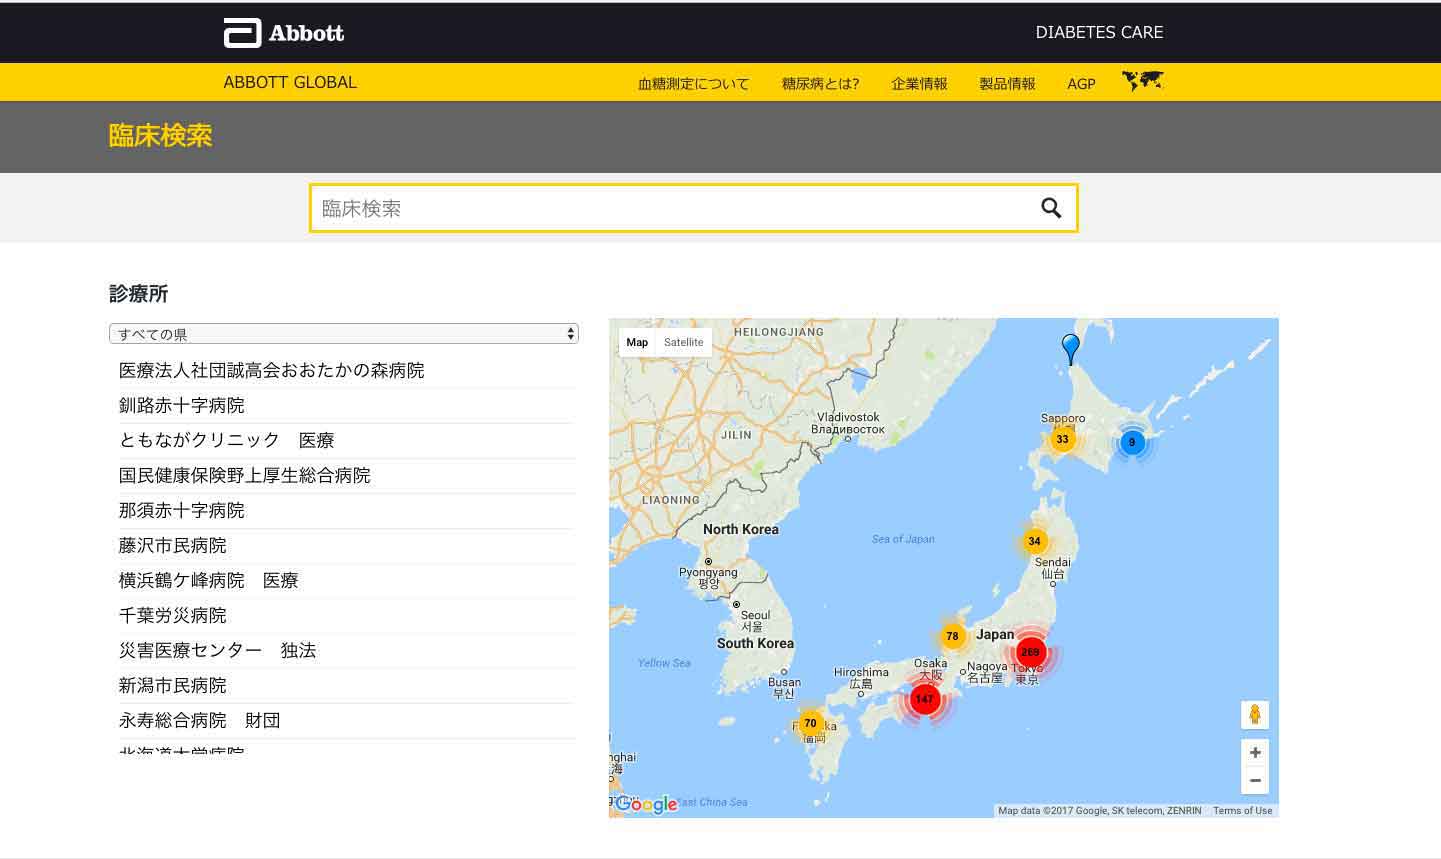 Abbott
DIABETES CARE
ABBOTT GLOBAL
血糖測定について
糖尿病とは?
企業情報
製品情報
AGP
臨床検索
臨床検索
診療所
すべての県
医療法人社団誠高会おおたかの森病院
釧路赤十字病院
ともながクリニック　医療
国民健康保険野上厚生総合病院
那須赤十字病院
藤沢市民病院
横浜鶴ケ峰病院　医療
千葉労災病院
災害医療センター　独法
新潟市民病院
永寿総合病院　財団
北海道大学病院
Map
Satellite
HEILONGJIANG
Vladivostok
Владивосток
JILIN
LIAONING
Sapporo
33
9
North Korea
Sea of Japan
34
Sendai
仙台
Pyongyang
평양
Seoul
서울
South Korea
78
Japan
269
Tokyo
東京
Nagoya
名古屋
Osaka
大阪
147
Hiroshima
広島
Yellow Sea
Busan
부산
70
福岡
East China Sea
Google
Map data ©2017 Google, SK telecom, ZENRIN
Terms of Use